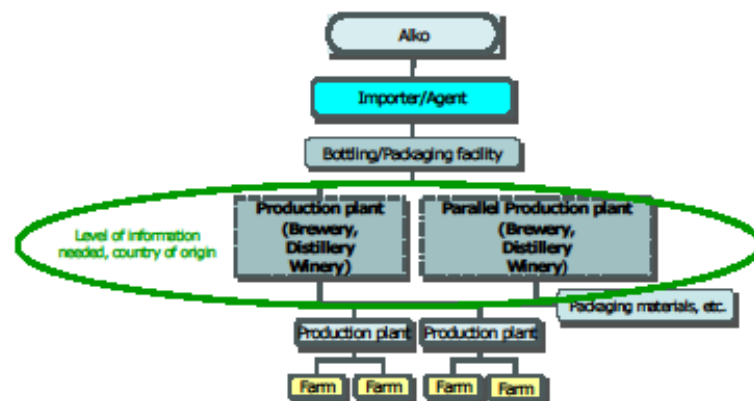 Alko
Importer/Agent
Bottling/Packaging facility
Production plant
(Brewery,
Distillery
Winery)
Parallel Production plant
(Brewery,
Distillery
Winery)
Level of information
needed, country of origin
Packaging materials, etc.
Production plant
Production plant
Farm
Farm
Farm
Farm